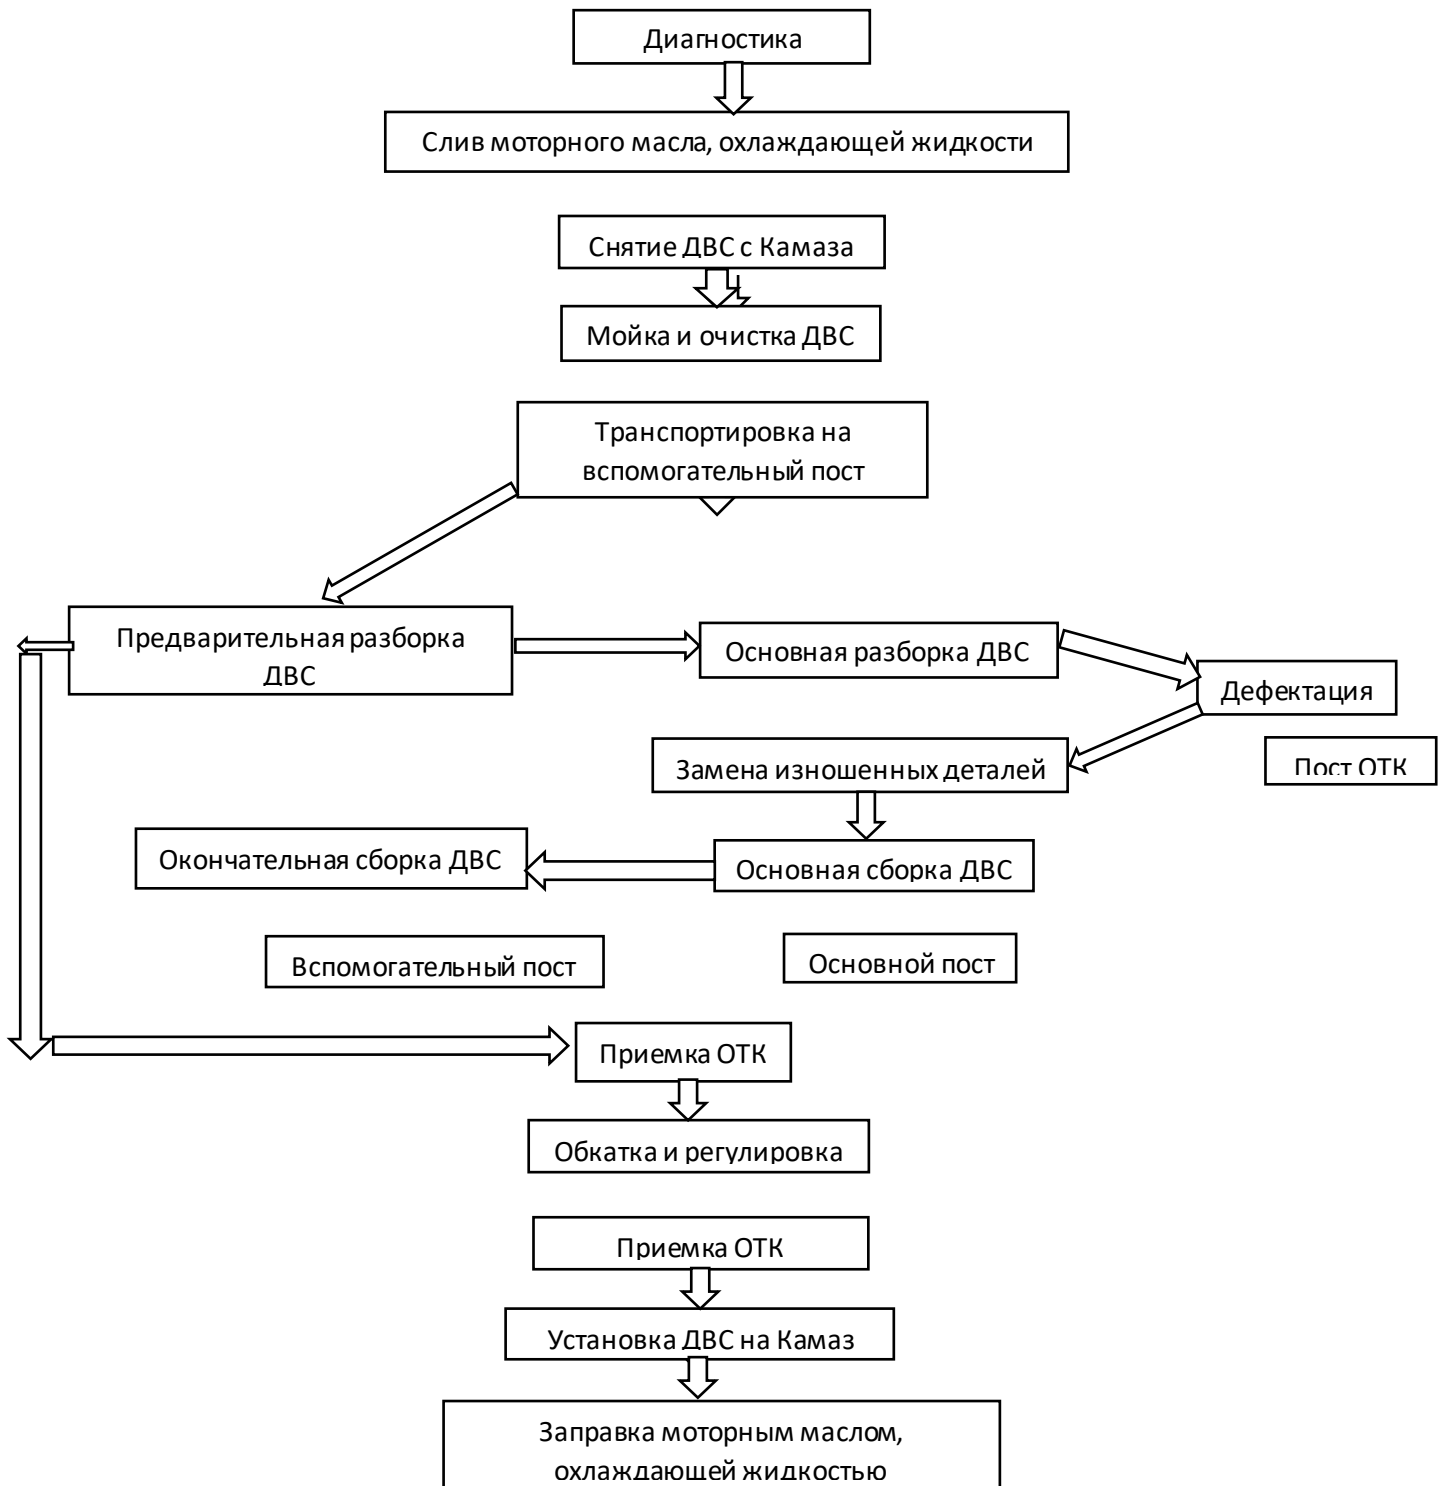 Диагностика
Слив моторного масла, охлаждающей жидкости
Снятие ДВС с Камаза
Мойка и очистка ДВС
Транспортировка на
вспомогательный пост
Предварительная разборка
ДВС
Основная разборка ДВС
Дефектация
Замена изношенных деталей
Пост ОТК
Окончательная сборка ДВС
Основная сборка ДВС
Вспомогательный пост
Основной пост
Приемка ОТК
Обкатка и регулировка
Приемка ОТК
Установка ДВС на Камаз
Заправка моторным маслом,
охлаждающей жидкостью